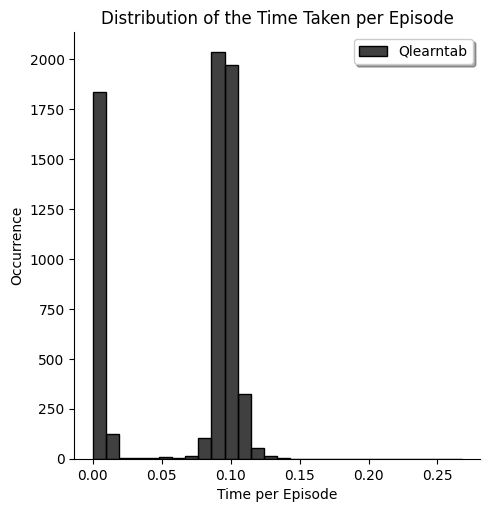 Distribution of the Time Taken per Episode
Qlearntab
2000
1750
1500
1250
1000
750
500
250
0
Occurrence
0.00 0.05 0.10 0.15 0.20 0.25
Time per Episode